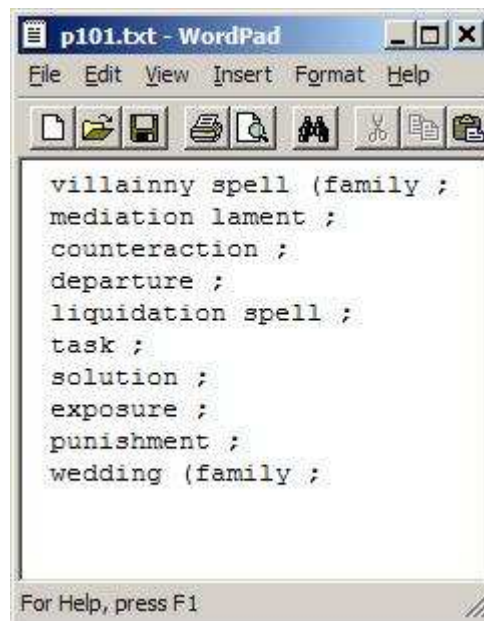 p101.txt - WordPad
File Edit View Insert Format Help
villainny spell (family ;
mediation lament ;
counteraction ;
departure ;
liquidation spell ;
task ;
solution ;
exposure ;
punishment ;
wedding (family ;
For Help, press F1